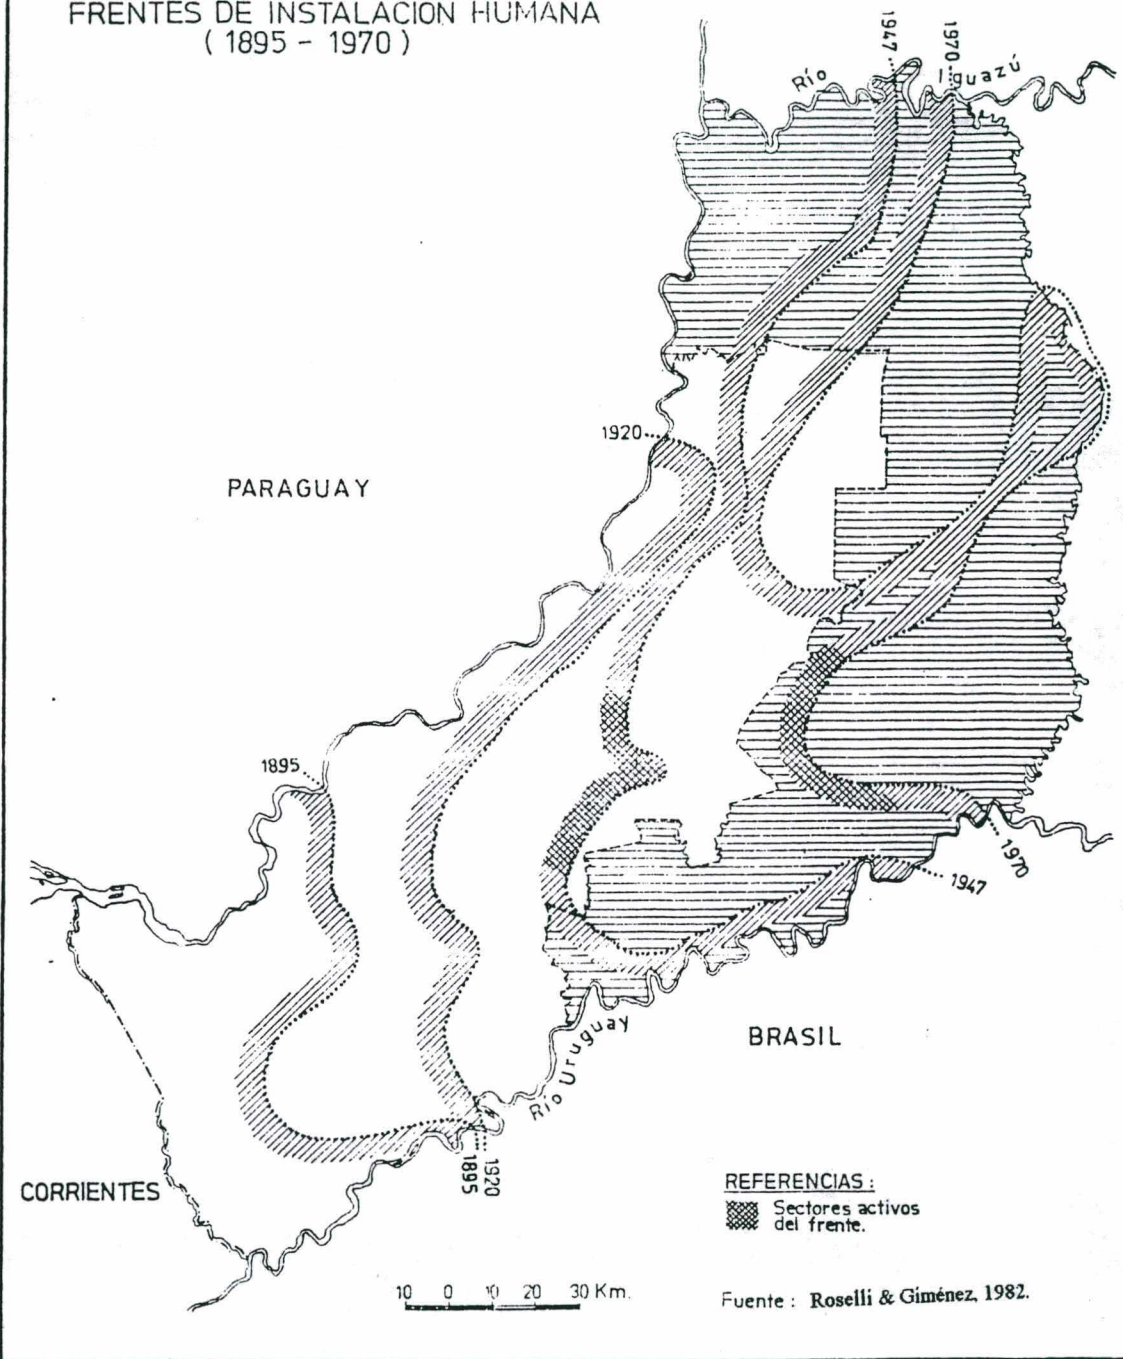 FRENTES DE INSTALACION HUMANA
( 1895 - 1970 )
1947
1970
Río Iguazú
1920
PARAGUAY
1895
1970
1947
BRASIL
Río Uruguay
1895
1920
CORRIENTES
REFERENCIAS :
Sectores activos
del frente.
10 0 10 20 30 Km.
Fuente : Roselli & Giménez, 1982.